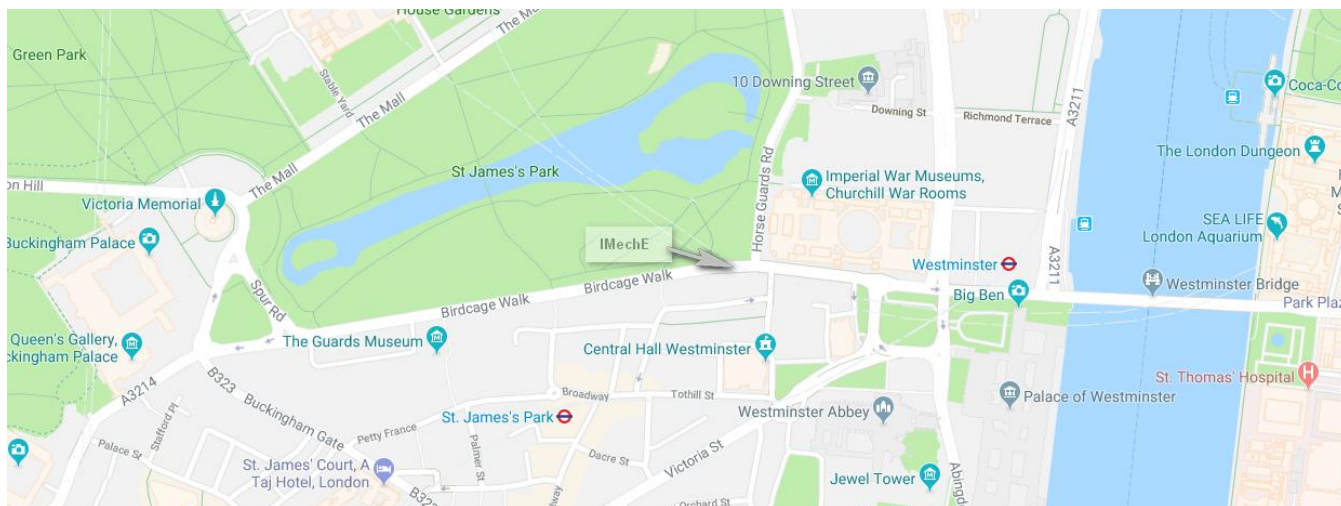 House Gardens
Green Park
Stable Yard
The Mall
The Mall
The Mall
10 Downing Street
Downing St
Richmond Terrace
A3211
Coca-Co
The London Dungeon
St James's Park
Imperial War Museums,
Churchill War Rooms
Horse Guards Rd
on Hill
Victoria Memorial
Buckingham Palace
IMechE
SEA LIFE
London Aquarium
Westminster
A3211
Birdcage Walk
Birdcage Walk
Big Ben
Westminster Bridge
Park Plaz
Spur Rd
Queen's Gallery,
ckingham Palace
The Guards Museum
Central Hall Westminster
St. Thomas' Hospital
H
A3214
B323
Buckingham Gate
Broadway
Tothill St
Stafford Pl
Palace St
Petty France
St. James's Park
Westminster Abbey
Palace of Westminster
Palmer St
Dacre St
Victoria St
St. James' Court, A
Taj Hotel, London
B323
Jewel Tower
Orchard St